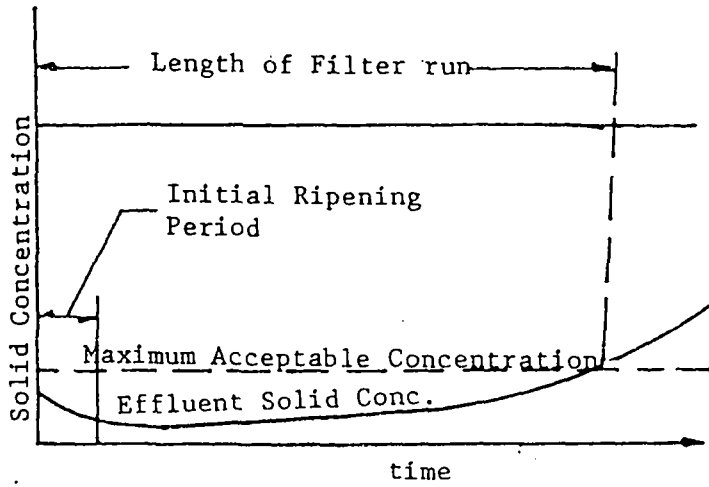 Length of Filter run
Solid Concentration
Initial Ripening
Period
Maximum Acceptable Concentration
Effluent Solid Conc.
time